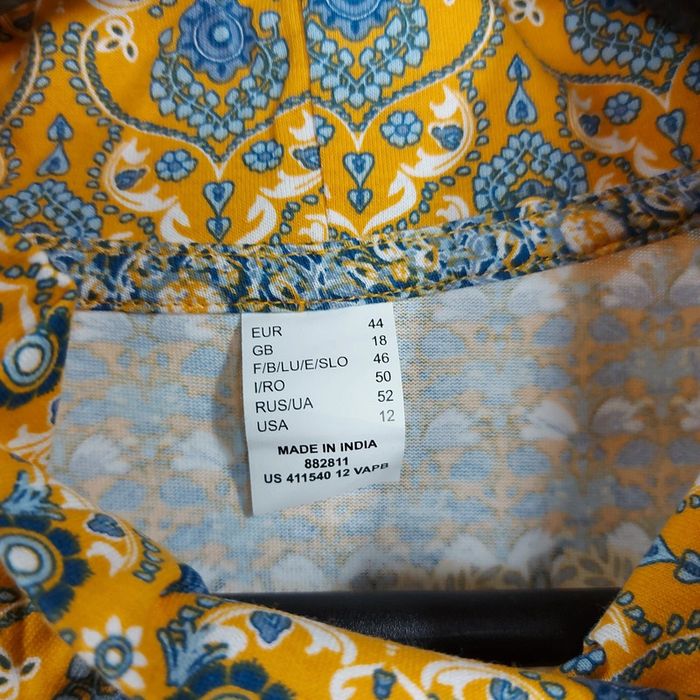 EUR 44
GB 18
F/B/LU/E/SLO 46
I/RO 50
RUS/UA 52
USA 12
MADE IN INDIA
882811
US 411540 12 VAPB